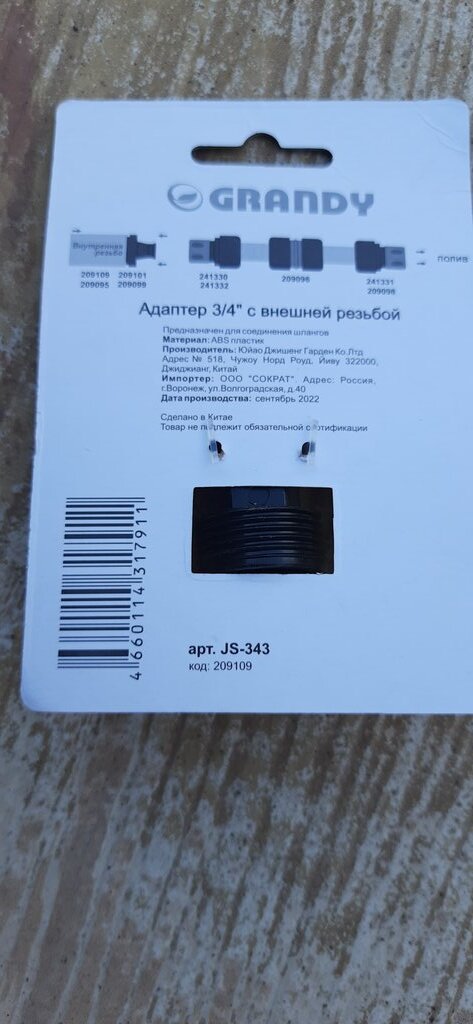 GRANDY
Внутренняя
резьба
209109 209101
209095 209099
241330
241332
209096
241331
209098
ПОЛИВ
Адаптер 3/4" с внешней резьбой
Предназначен для соединения шлангов
Материал: ABS пластик
Производитель: Юйао Джишенг Гарден Ко.Лтд
Адрес № 518, Чужоу Норд Роуд, Йиву 322000,
Джиджианг, Китай
Импортер: ООО "СОКРАТ". Адрес: Россия,
г.Воронеж, ул.Волгоградская, д.40
Дата производства: сентябрь 2022
Сделано в Китае
Товар не подлежит обязательной сертификации
4 660114 317911
арт. JS-343
код: 209109